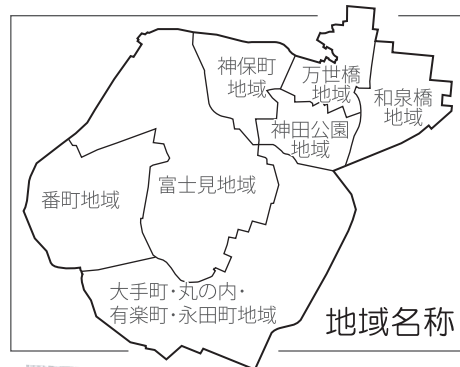 神保町
地域
万世橋
地域
和泉橋
地域
神田公園
地域
富士見地域
番町地域
大手町・丸の内・
有楽町・永田町地域
地域名称